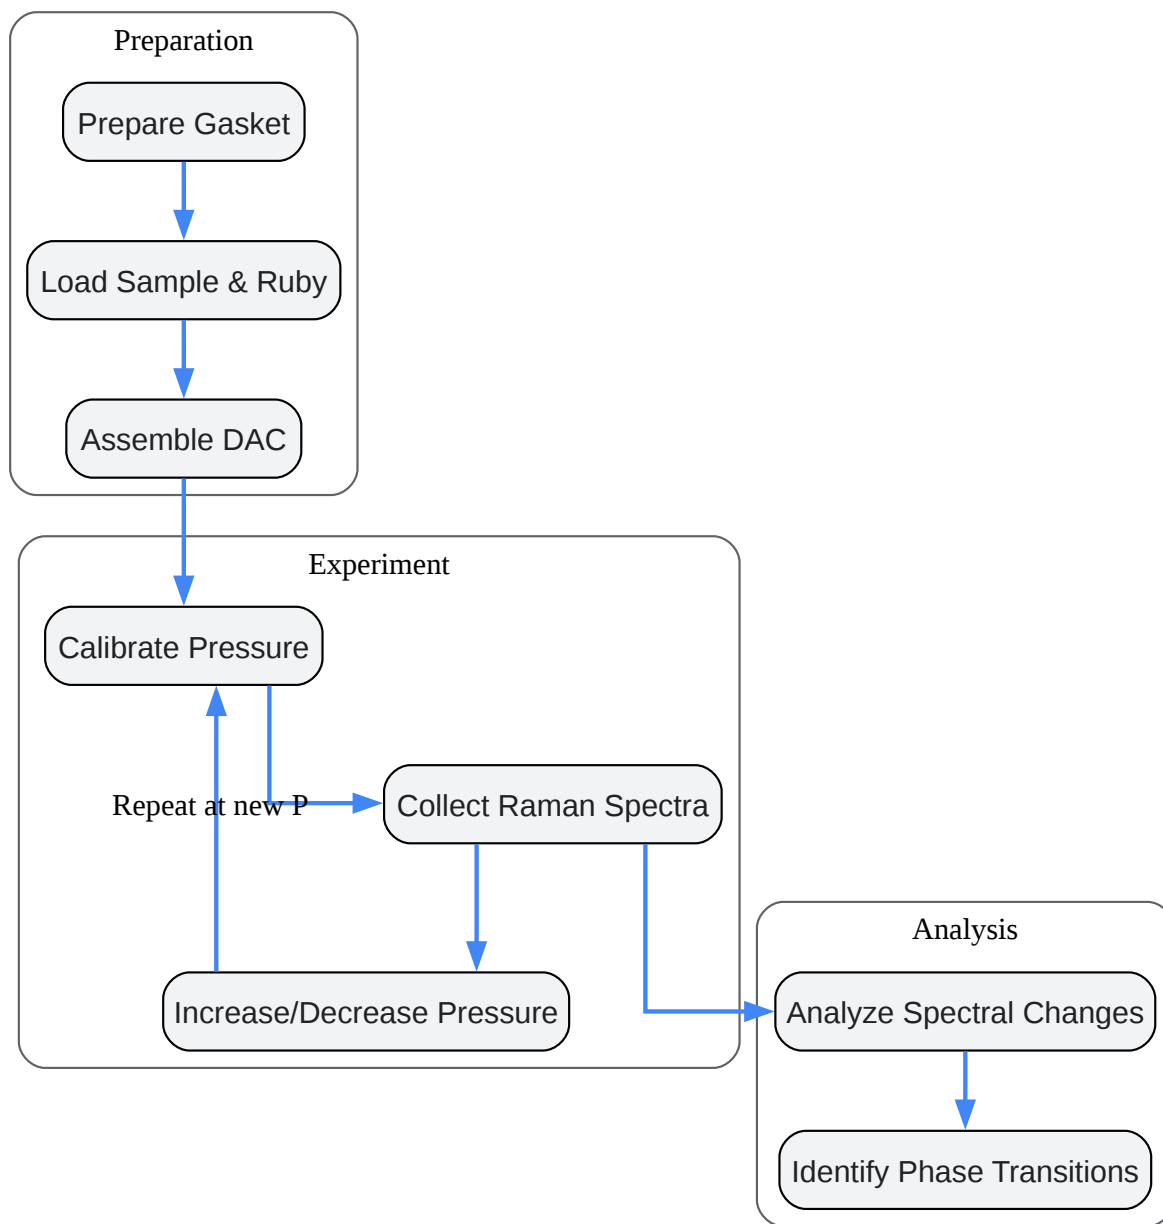 Preparation
Prepare Gasket
Load Sample & Ruby
Assemble DAC
Experiment
Calibrate Pressure
Repeat at new P
Collect Raman Spectra
Increase/Decrease Pressure
Analysis
Analyze Spectral Changes
Identify Phase Transitions